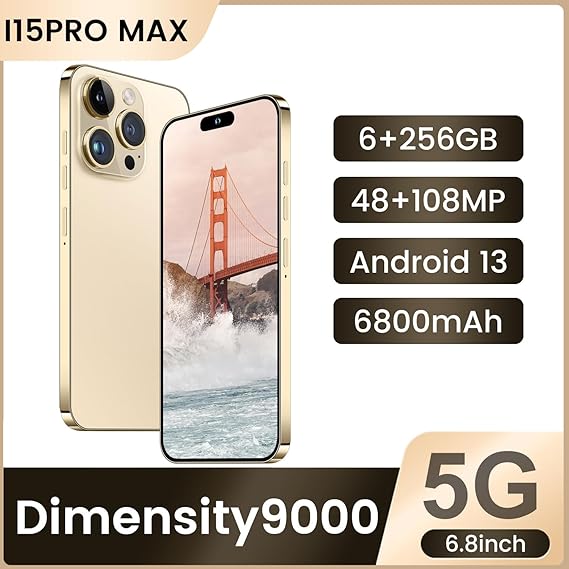 I15PRO MAX
6+256GB
48+108MP
Android 13
6800mAh
Dimensity9000
5G
6.8inch